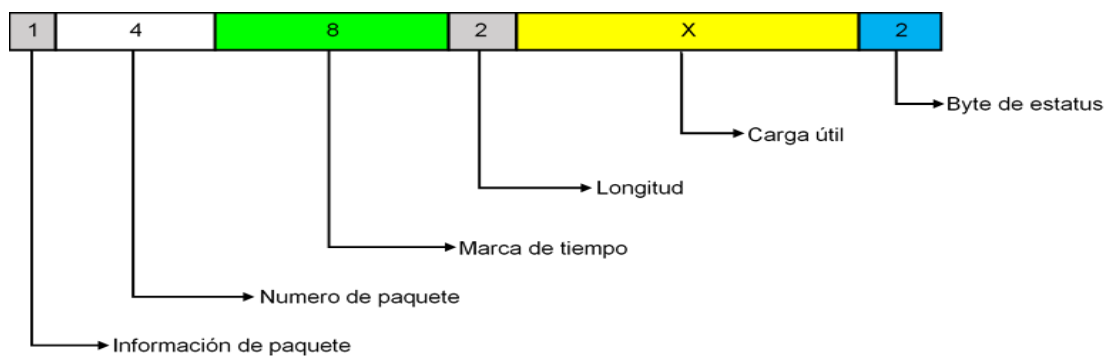 1 4 8 2 X 2
Byte de estatus
Carga útil
Longitud
Marca de tiempo
Numero de paquete
Información de paquete